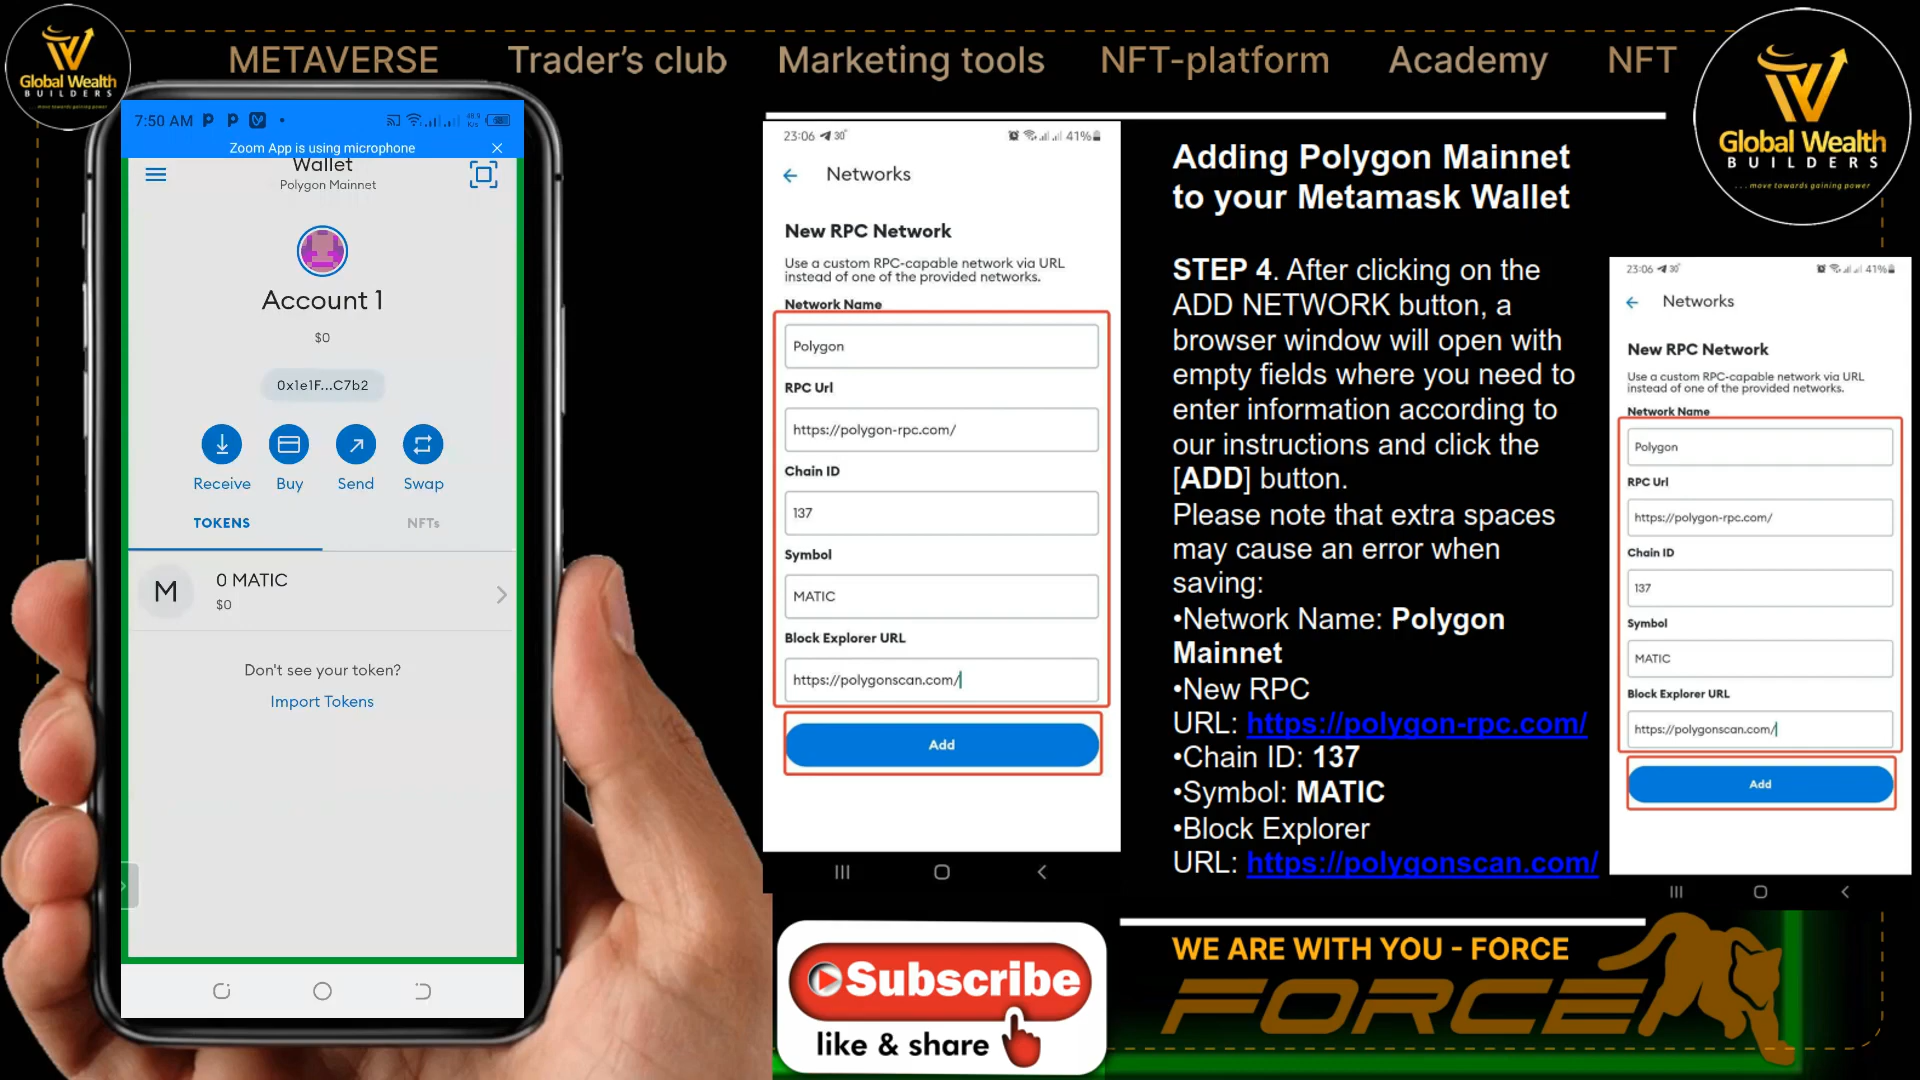 Global Wealth
BUILDERS
...move towards gaining power
METAVERSE Trader's club Marketing tools NFT-platform Academy NFT
Global Wealth
BUILDERS
...move towards gaining power
7:50 AM
Zoom App is using microphone
Wallet
Polygon Mainnet
Account 1
$0
0x1e1F...C7b2
Receive Buy Send Swap
TOKENS NFTs
M
0 MATIC
$0
Don't see your token?
Import Tokens
23:06 30° 41%
Networks
New RPC Network
Use a custom RPC-capable network via URL
instead of one of the provided networks.
Network Name
Polygon
RPC Url
https://polygon-rpc.com/
Chain ID
137
Symbol
MATIC
Block Explorer URL
https://polygonscan.com/
Add
Adding Polygon Mainnet
to your Metamask Wallet
STEP 4. After clicking on the
ADD NETWORK button, a
browser window will open with
empty fields where you need to
enter information according to
our instructions and click the
[ADD] button.
Please note that extra spaces
may cause an error when
saving:
•Network Name: Polygon
Mainnet
•New RPC
URL: https://polygon-rpc.com/
•Chain ID: 137
•Symbol: MATIC
•Block Explorer
URL: https://polygonscan.com/
23:06 30° 41%
Networks
New RPC Network
Use a custom RPC-capable network via URL
instead of one of the provided networks.
Network Name
Polygon
RPC Url
https://polygon-rpc.com/
Chain ID
137
Symbol
MATIC
Block Explorer URL
https://polygonscan.com/
Add
Subscribe
like & share
WE ARE WITH YOU - FORCE
FORCE